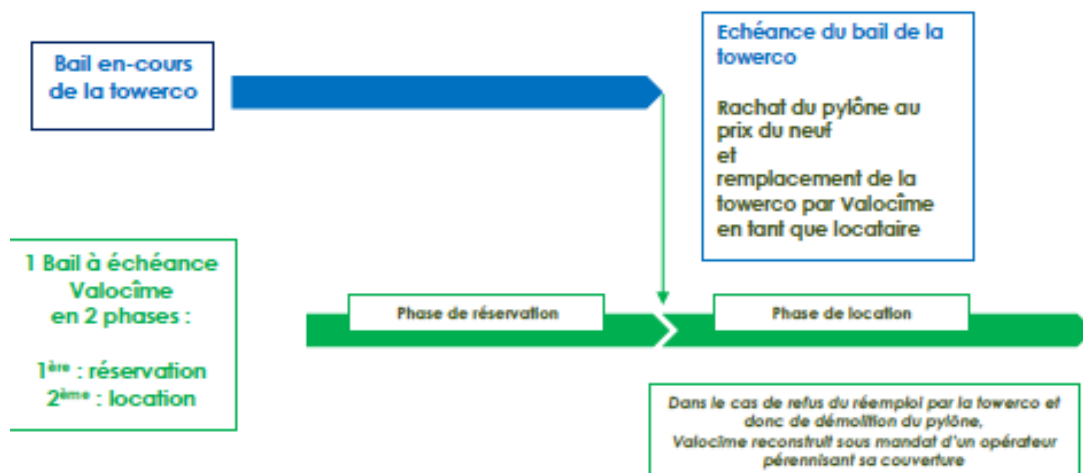 Bail en-cours
de la towerco
Echéance du bail de la
towerco
Rachat du pylône au
prix du neuf
et
remplacement de la
towerco par Valocîme
en tant que locataire
1 Bail à échéance
Valocîme
en 2 phases :
1ère : réservation
2ème : location
Phase de réservation
Phase de location
Dans le cas de refus du réemploi par la towerco et
donc de démolition du pylône,
Valocîme reconstruit sous mandat d'un opérateur
pérennisant sa couverture